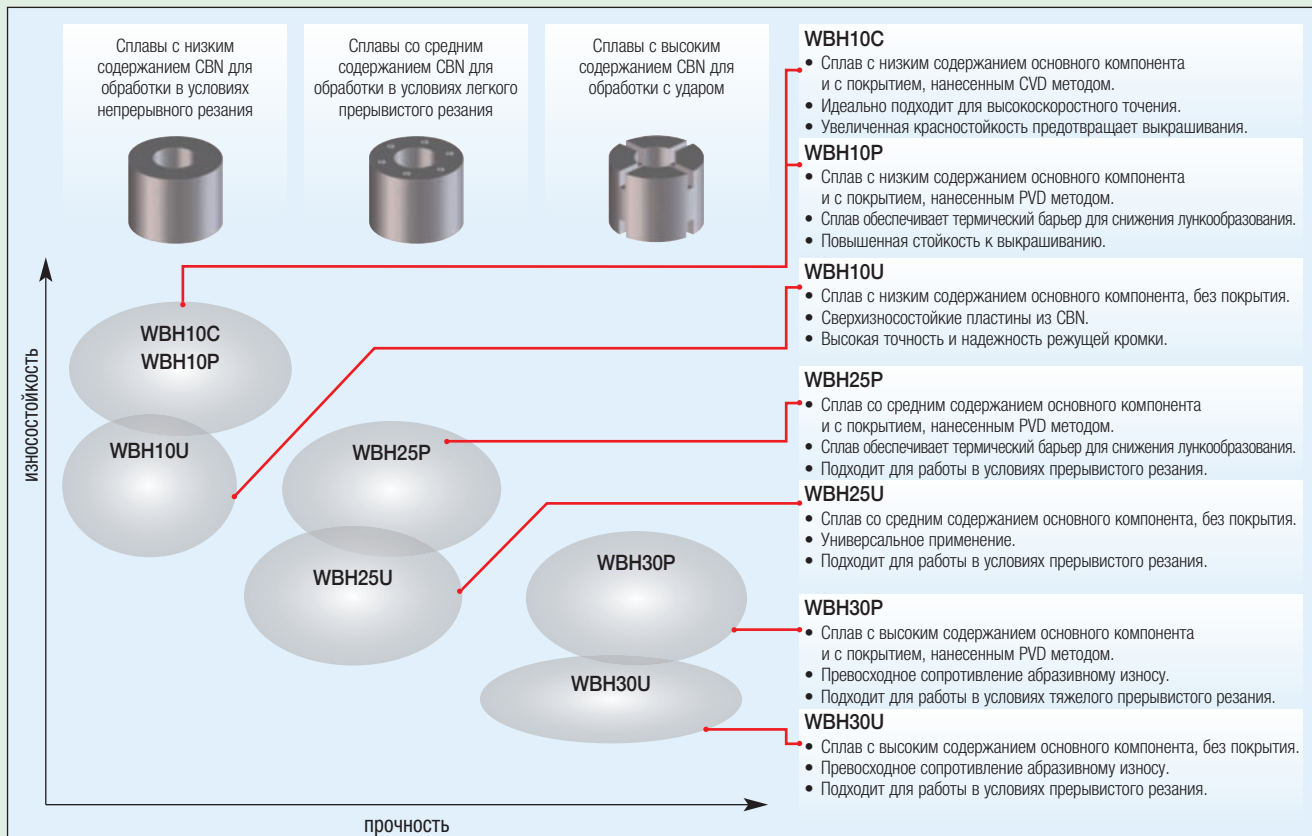 Сплавы с низким
содержанием CBN для
обработки в условиях
непрерывного резания
Сплавы со средним
содержанием CBN для
обработки в условиях легкого
прерывистого резания
Сплавы с высоким
содержанием CBN для
обработки с ударом
износостойкость
WBH10C
WBH10P
WBH10U
WBH25P
WBH25U
WBH30P
WBH30U
прочность
WBH10C
• Сплав с низким содержанием основного компонента
и с покрытием, нанесенным CVD методом.
• Идеально подходит для высокоскоростного точения.
• Увеличенная красностойкость предотвращает выкрашивания.
WBH10P
• Сплав с низким содержанием основного компонента
и с покрытием, нанесенным PVD методом.
• Сплав обеспечивает термический барьер для снижения лункообразования.
• Повышенная стойкость к выкрашиванию.
WBH10U
• Сплав с низким содержанием основного компонента, без покрытия.
• Сверхизносостойкие пластины из CBN.
• Высокая точность и надежность режущей кромки.
WBH25P
• Сплав со средним содержанием основного компонента
и с покрытием, нанесенным PVD методом.
• Сплав обеспечивает термический барьер для снижения лункообразования.
• Подходит для работы в условиях прерывистого резания.
WBH25U
• Сплав со средним содержанием основного компонента, без покрытия.
• Универсальное применение.
• Подходит для работы в условиях прерывистого резания.
WBH30P
• Сплав с высоким содержанием основного компонента
и с покрытием, нанесенным PVD методом.
• Превосходное сопротивление абразивному износу.
• Подходит для работы в условиях тяжелого прерывистого резания.
WBH30U
• Сплав с высоким содержанием основного компонента, без покрытия.
• Превосходное сопротивление абразивному износу.
• Подходит для работы в условиях прерывистого резания.